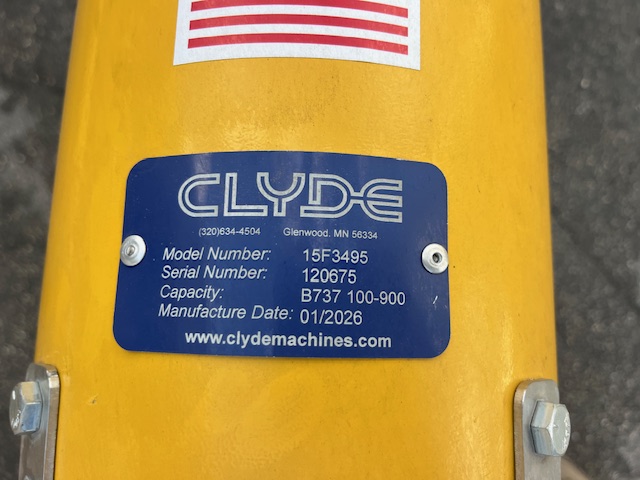 CLYDE
(320)634-4504 Glenwood, MN 56334
Model Number: 15F3495
Serial Number: 120675
Capacity: B737 100-900
Manufacture Date: 01/2026
www.clydemachines.com